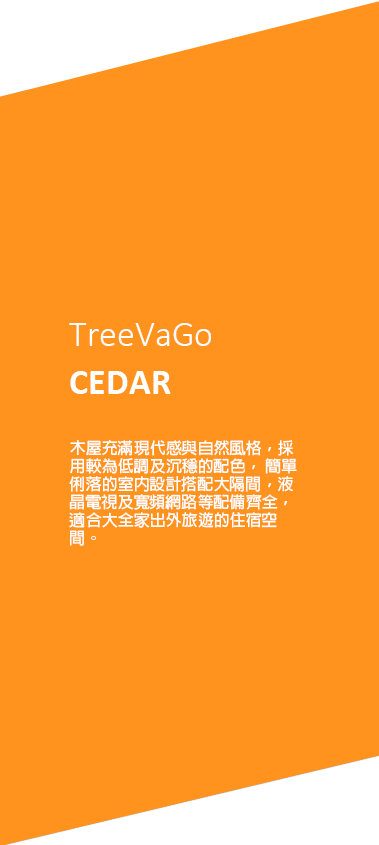 TreeVaGo
CEDAR
木屋充滿現代感與自然風格，採
用較為低調及沉穩的配色， 簡單
俐落的室內設計搭配大隔間，液
晶電視及寬頻網路等配備齊全，
適合大全家出外旅遊的住宿空
間。